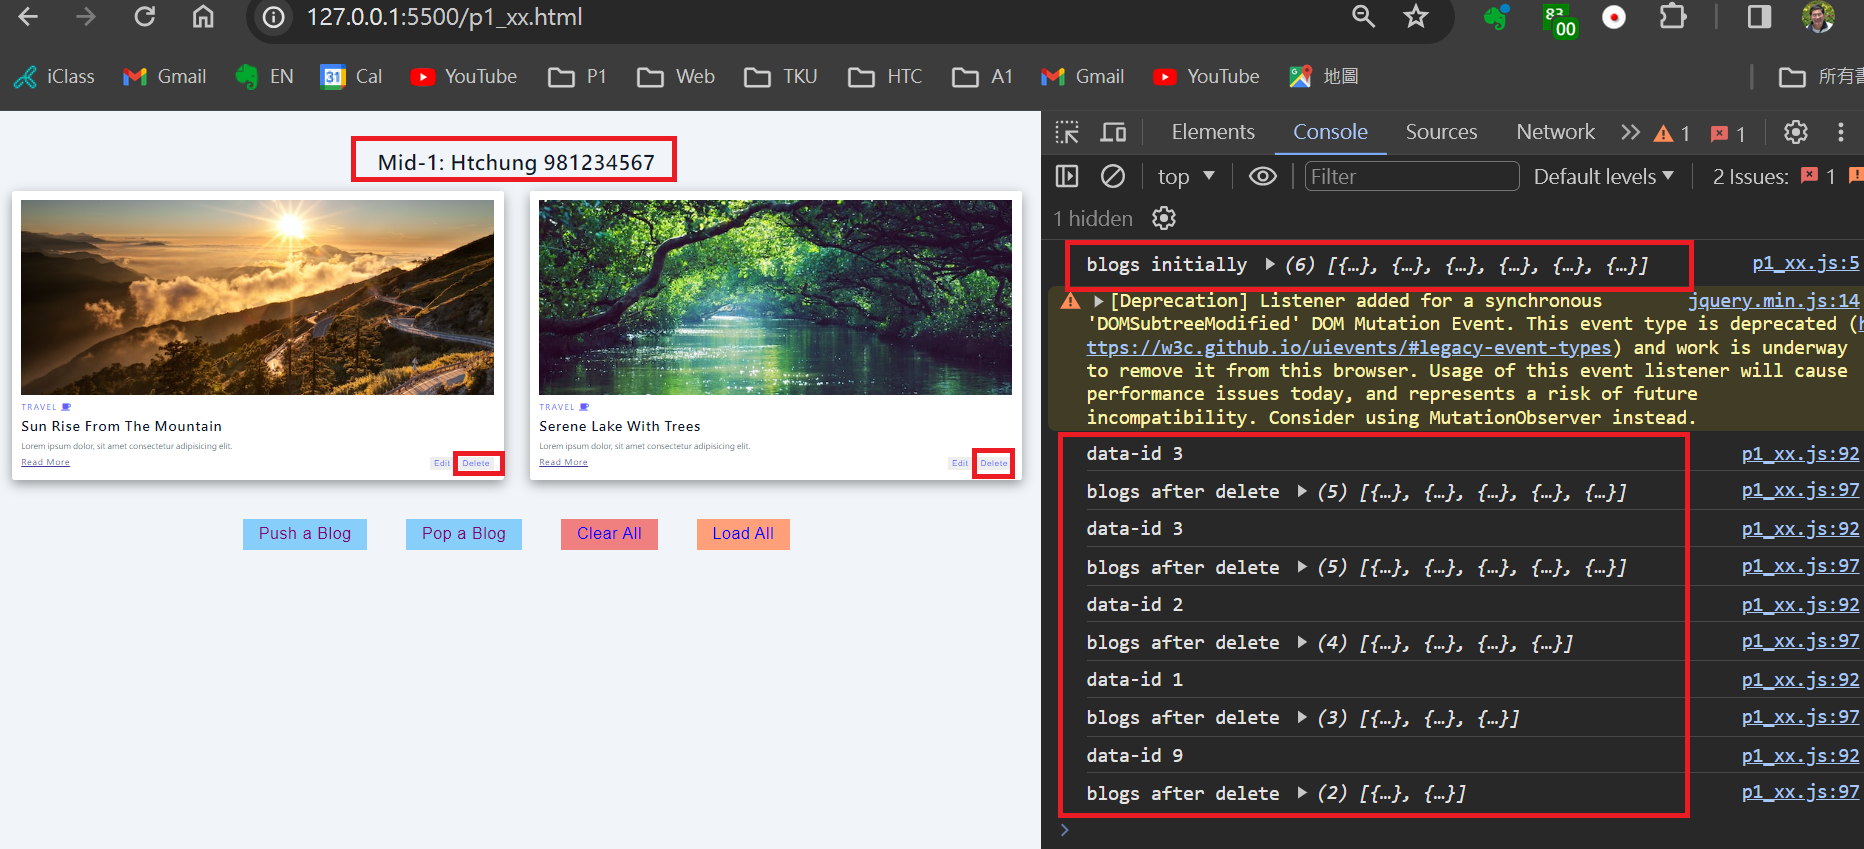 127.0.0.1:5500/p1_xx.html
83
00
iClass Gmail EN 31 Cal YouTube P1 Web TKU HTC A1 Gmail YouTube 地圖
Mid-1: Htchung 981234567
TRAVEL
Sun Rise From The Mountain
Lorem ipsum dolor, sit amet consectetur adipisicing elit.
Read More
Edit Delete
TRAVEL
Serene Lake With Trees
Lorem ipsum dolor, sit amet consectetur adipisicing elit.
Read More
Edit Delete
Push a Blog Pop a Blog Clear All Load All
Elements Console Sources Network 1 1
top Filter Default levels 2 Issues: 1
1 hidden
blogs initially (6) [{…}, {…}, {…}, {…}, {…}, {…}] p1_xx.js:5
[Deprecation] Listener added for a synchronous jquery.min.js:14
'DOMSubtreeModified' DOM Mutation Event. This event type is deprecated (h
ttps://w3c.github.io/uievents/#legacy-event-types) and work is underway
to remove it from this browser. Usage of this event listener will cause
performance issues today, and represents a risk of future
incompatibility. Consider using MutationObserver instead.
data-id 3 p1_xx.js:92
blogs after delete (5) [{…}, {…}, {…}, {…}, {…}] p1_xx.js:97
data-id 3 p1_xx.js:92
blogs after delete (5) [{…}, {…}, {…}, {…}, {…}] p1_xx.js:97
data-id 2 p1_xx.js:92
blogs after delete (4) [{…}, {…}, {…}, {…}] p1_xx.js:97
data-id 1 p1_xx.js:92
blogs after delete (3) [{…}, {…}, {…}] p1_xx.js:97
data-id 9 p1_xx.js:92
blogs after delete (2) [{…}, {…}] p1_xx.js:97